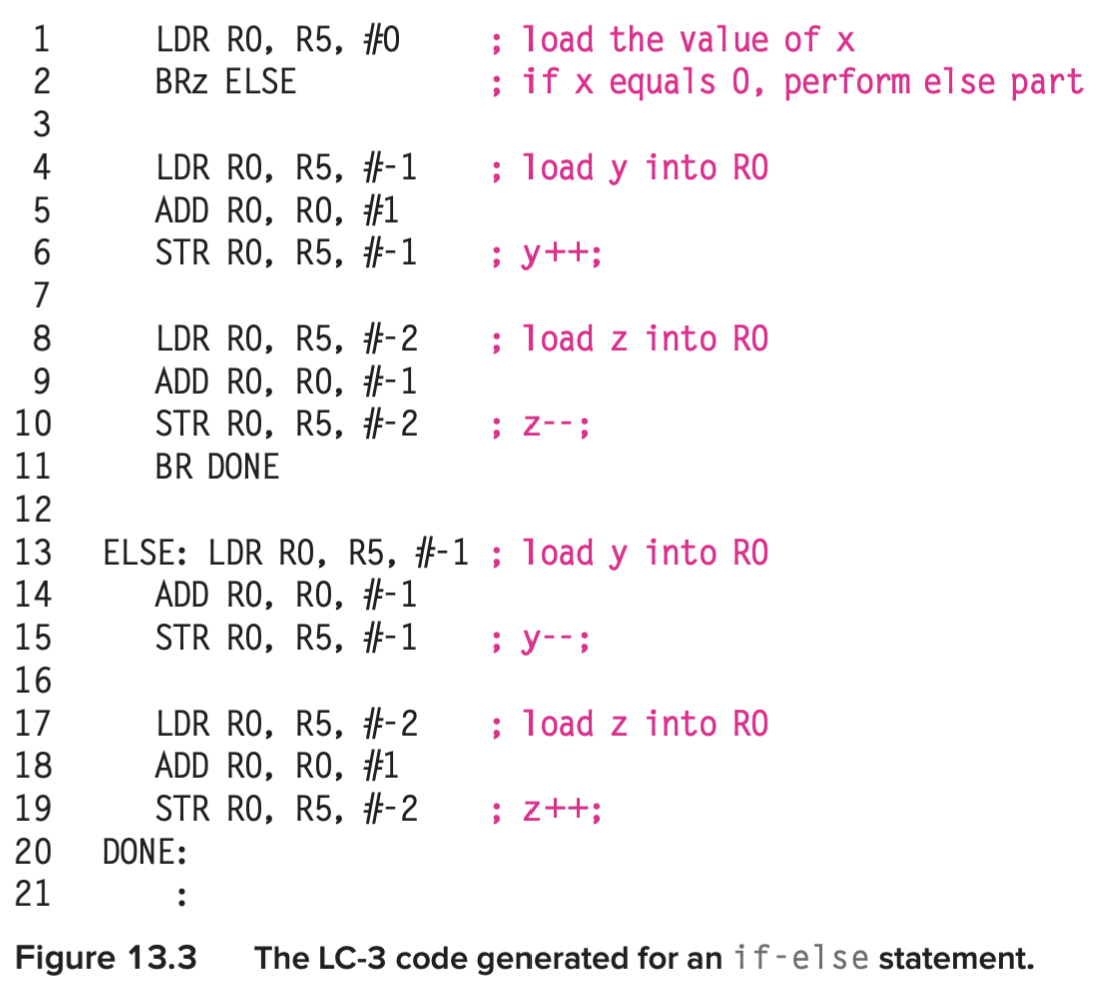 1 LDR R0, R5, #0 ; load the value of x
2 BRz ELSE ; if x equals 0, perform else part
3
4 LDR R0, R5, #-1 ; load y into R0
5 ADD R0, R0, #1
6 STR R0, R5, #-1 ; y++;
7
8 LDR R0, R5, #-2 ; load z into R0
9 ADD R0, R0, #-1
10 STR R0, R5, #-2 ; z--;
11 BR DONE
12
13 ELSE: LDR R0, R5, #-1 ; load y into R0
14 ADD R0, R0, #-1
15 STR R0, R5, #-1 ; y--;
16
17 LDR R0, R5, #-2 ; load z into R0
18 ADD R0, R0, #1
19 STR R0, R5, #-2 ; z++;
20 DONE:
21 :
Figure 13.3 The LC-3 code generated for an if-else statement.